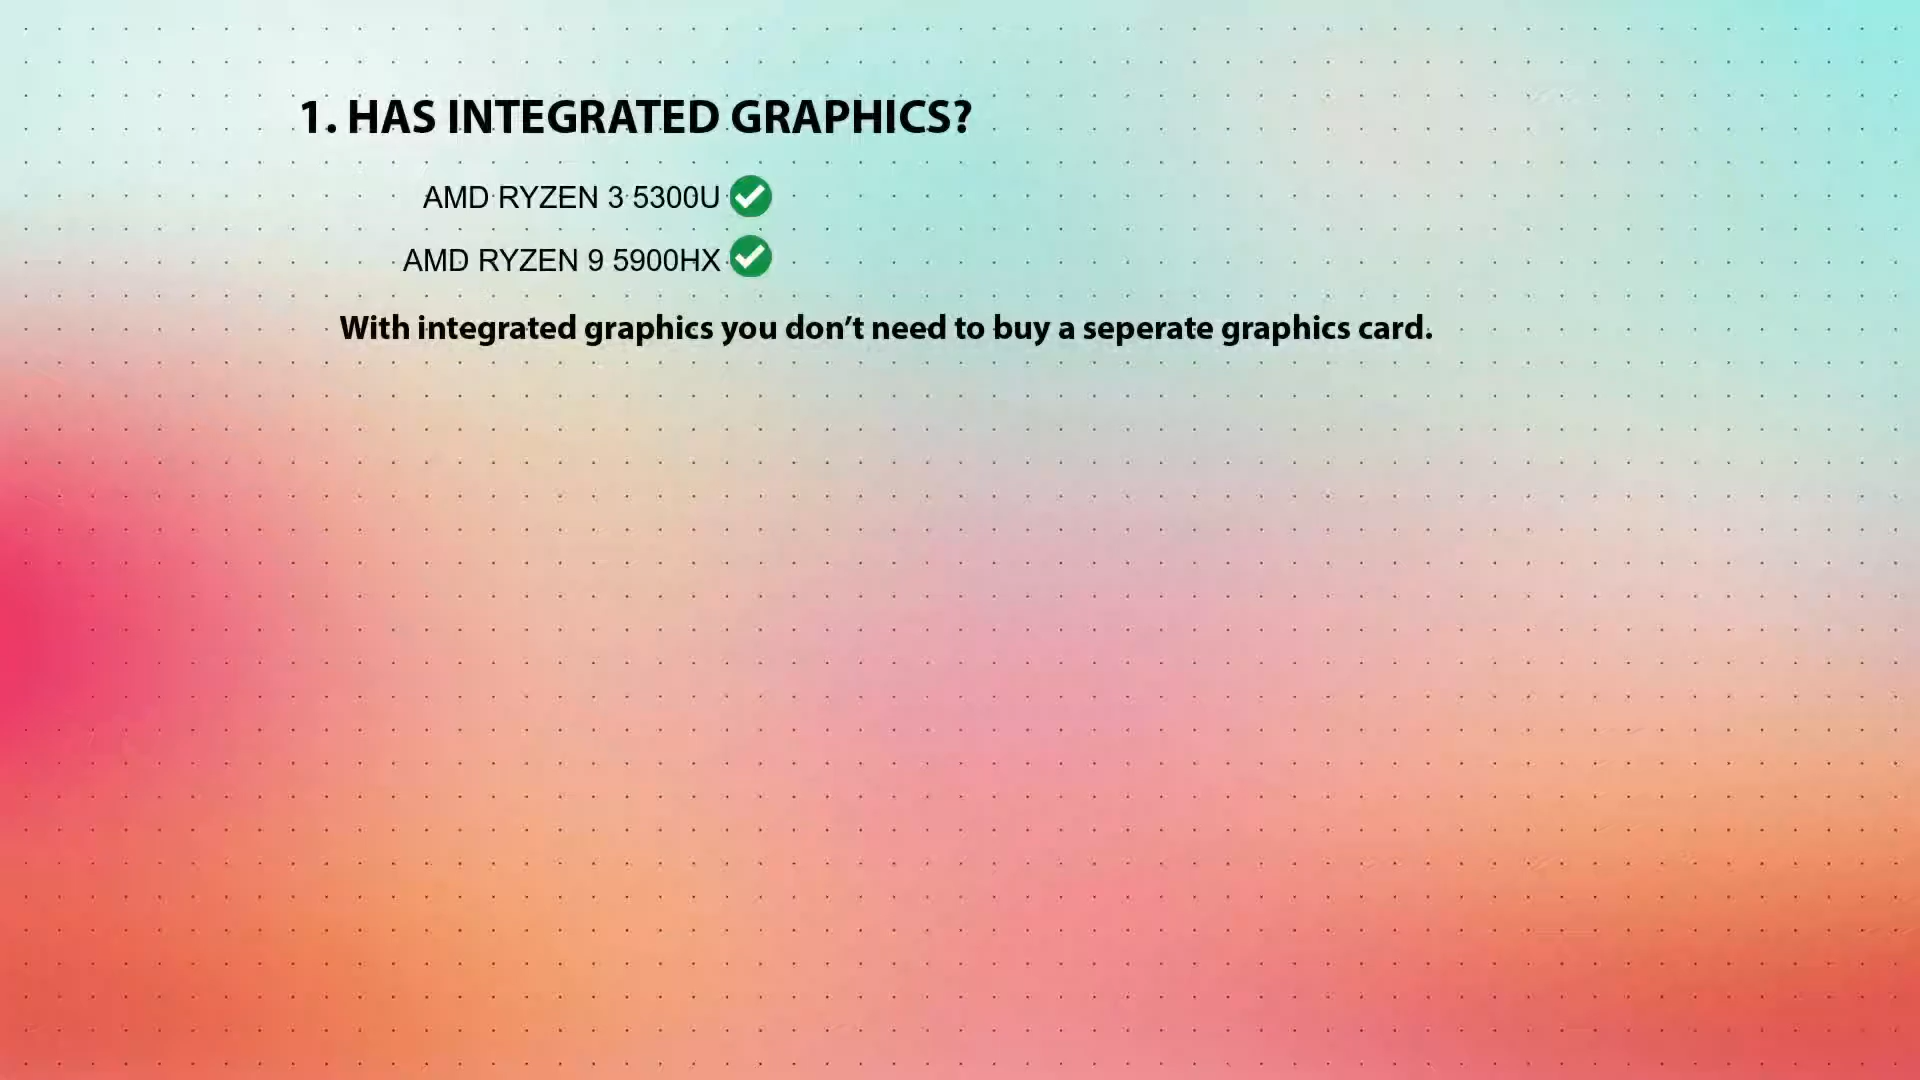 1. HAS INTEGRATED GRAPHICS?
AMD RYZEN 3 5300U
AMD RYZEN 9 5900HX
With integrated graphics you don’t need to buy a seperate graphics card.